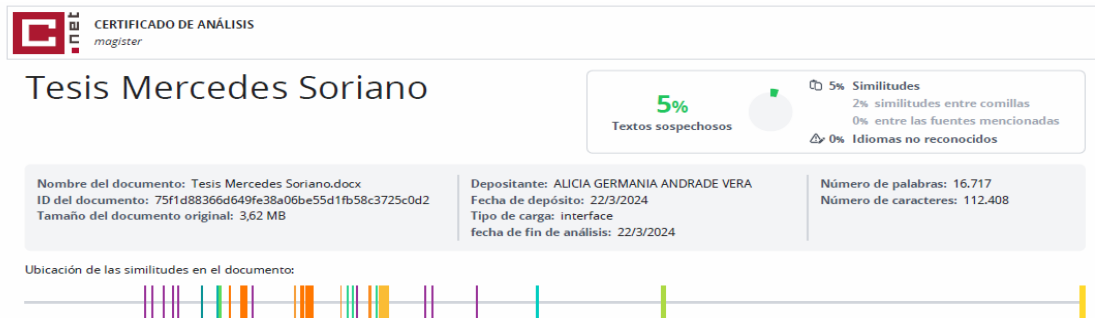 C.net
CERTIFICADO DE ANÁLISIS
magister
Tesis Mercedes Soriano
5%
Textos sospechosos
5% Similitudes
2% similitudes entre comillas
0% entre las fuentes mencionadas
0% Idiomas no reconocidos
Nombre del documento: Tesis Mercedes Soriano.docx
ID del documento: 75f1d88366d649fe38a06be55d1fb58c3725c0d2
Tamaño del documento original: 3,62 MB
Depositante: ALICIA GERMANIA ANDRADE VERA
Fecha de depósito: 22/3/2024
Tipo de carga: interface
fecha de fin de análisis: 22/3/2024
Número de palabras: 16.717
Número de caracteres: 112.408
Ubicación de las similitudes en el documento: